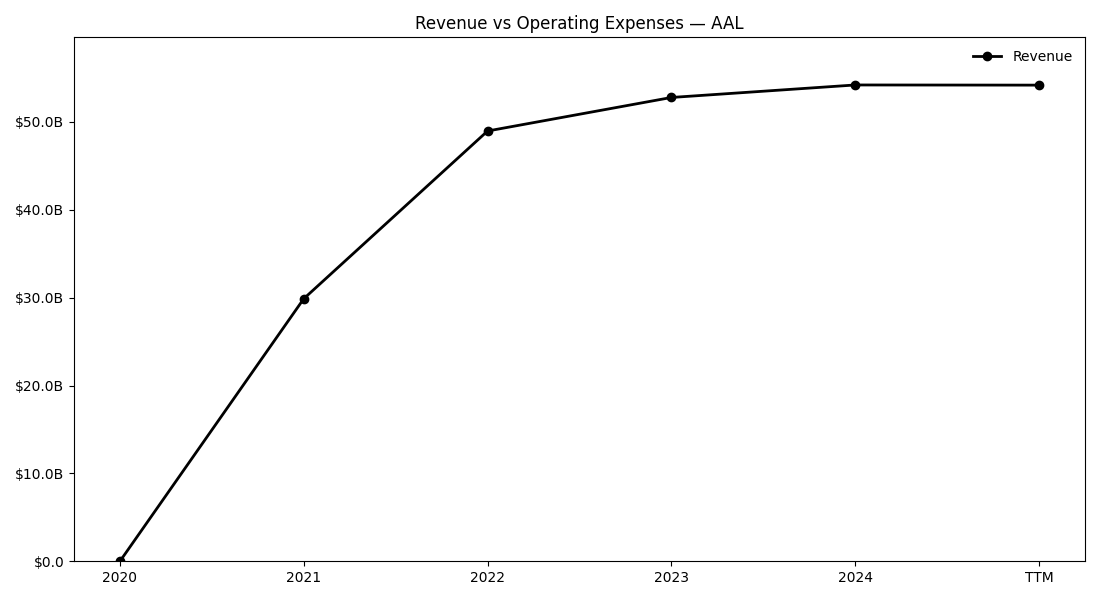 Revenue vs Operating Expenses — AAL
Revenue
$50.0B
$40.0B
$30.0B
$20.0B
$10.0B
$0.0
2020 2021 2022 2023 2024 TTM